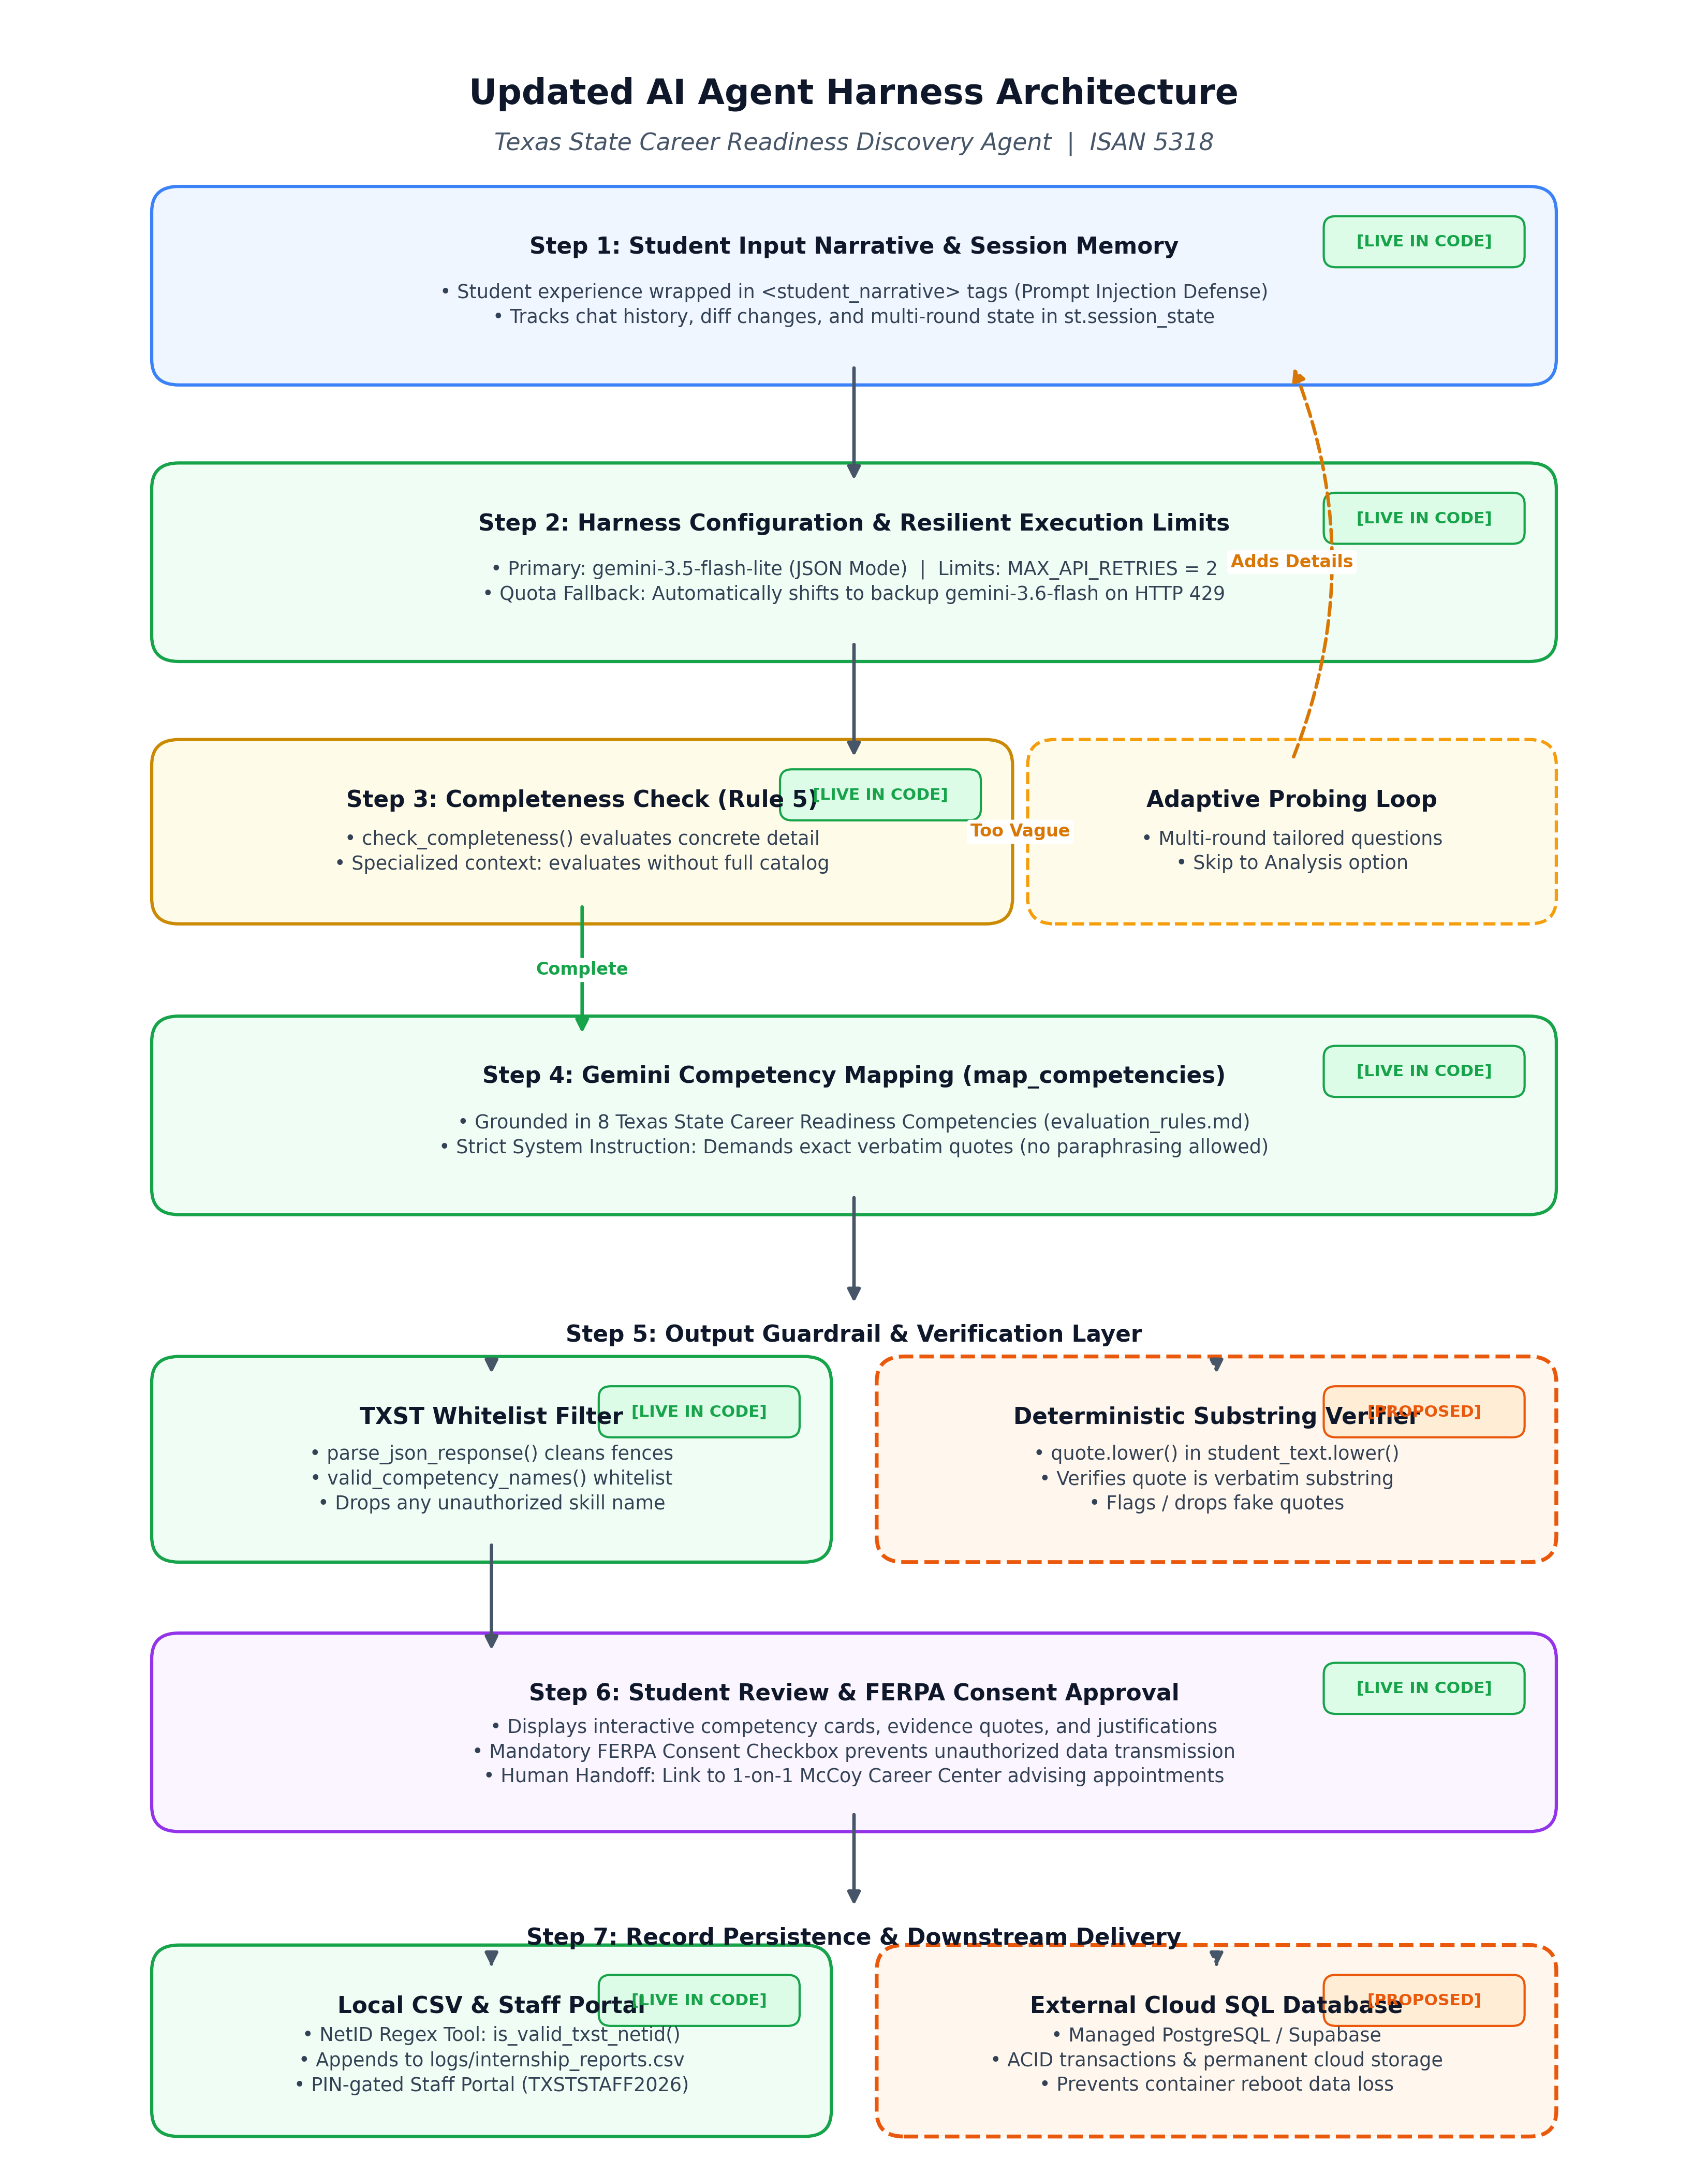 Updated AI Agent Harness Architecture
Texas State Career Readiness Discovery Agent | ISAN 5318
Step 1: Student Input Narrative & Session Memory
[LIVE IN CODE]
• Student experience wrapped in <student_narrative> tags (Prompt Injection Defense)
• Tracks chat history, diff changes, and multi-round state in st.session_state
Step 2: Harness Configuration & Resilient Execution Limits
[LIVE IN CODE]
• Primary: gemini-3.5-flash-lite (JSON Mode) | Limits: MAX_API_RETRIES = 2
Adds Details
• Quota Fallback: Automatically shifts to backup gemini-3.6-flash on HTTP 429
Step 3: Completeness Check (Rule 5)
[LIVE IN CODE]
• check_completeness() evaluates concrete detail
• Specialized context: evaluates without full catalog
Too Vague
Adaptive Probing Loop
• Multi-round tailored questions
• Skip to Analysis option
Complete
Step 4: Gemini Competency Mapping (map_competencies)
[LIVE IN CODE]
• Grounded in 8 Texas State Career Readiness Competencies (evaluation_rules.md)
• Strict System Instruction: Demands exact verbatim quotes (no paraphrasing allowed)
Step 5: Output Guardrail & Verification Layer
TXST Whitelist Filter
[LIVE IN CODE]
• parse_json_response() cleans fences
• valid_competency_names() whitelist
• Drops any unauthorized skill name
Deterministic Substring Verifier
[PROPOSED]
• quote.lower() in student_text.lower()
• Verifies quote is verbatim substring
• Flags / drops fake quotes
Step 6: Student Review & FERPA Consent Approval
[LIVE IN CODE]
• Displays interactive competency cards, evidence quotes, and justifications
• Mandatory FERPA Consent Checkbox prevents unauthorized data transmission
• Human Handoff: Link to 1-on-1 McCoy Career Center advising appointments
Step 7: Record Persistence & Downstream Delivery
Local CSV & Staff Portal
[LIVE IN CODE]
• NetID Regex Tool: is_valid_txst_netid()
• Appends to logs/internship_reports.csv
• PIN-gated Staff Portal (TXSTSTAFF2026)
External Cloud SQL Database
[PROPOSED]
• Managed PostgreSQL / Supabase
• ACID transactions & permanent cloud storage
• Prevents container reboot data loss